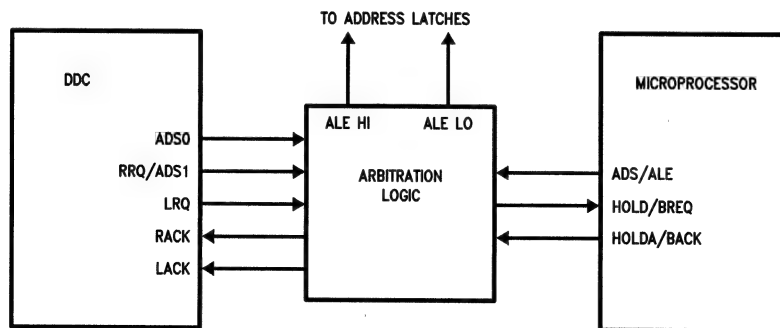 TO ADDRESS LATCHES
DDC
MICROPROCESSOR
ALE HI
ALE LO
ADS0
RRQ/ADS1
LRQ
RACK
LACK
ARBITRATION
LOGIC
ADS/ALE
HOLD/BREQ
HOLDA/BACK